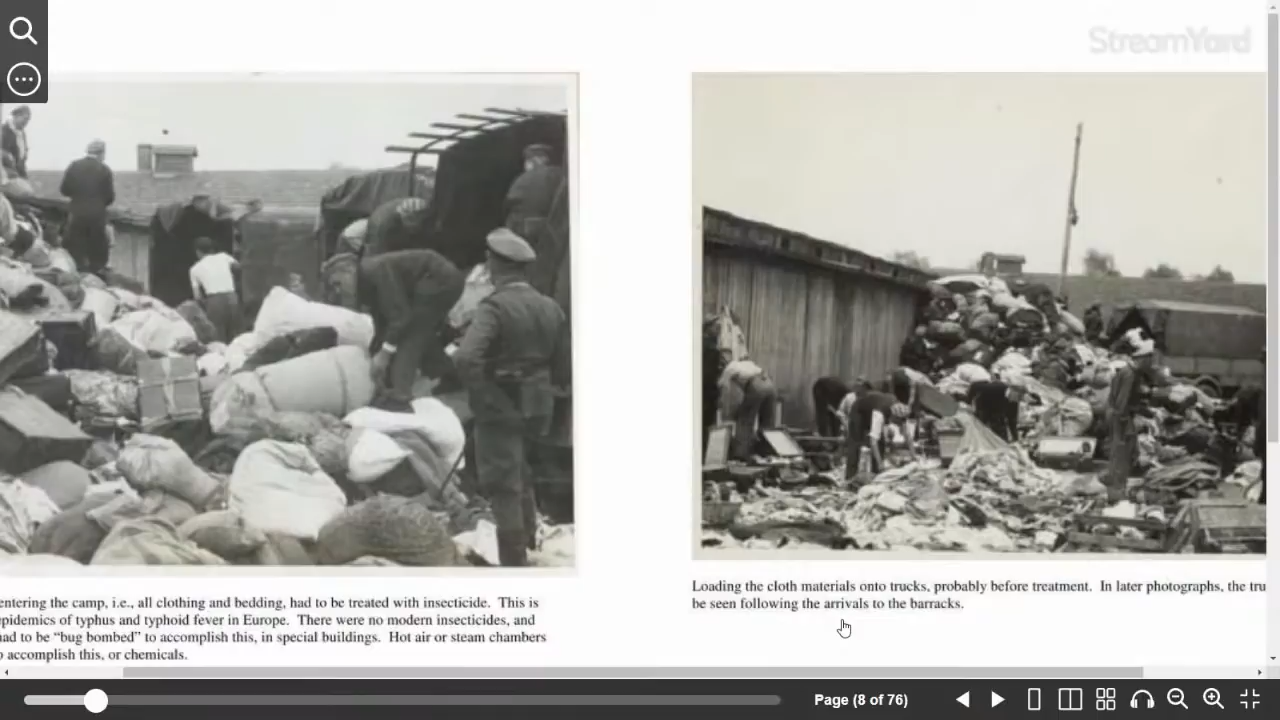 StreamYard
entering the camp, i.e., all clothing and bedding, had to be treated with insecticide. This is
epidemics of typhus and typhoid fever in Europe. There were no modern insecticides, and
had to be “bug bombed” to accomplish this, in special buildings. Hot air or steam chambers
accomplish this, or chemicals.
Loading the cloth materials onto trucks, probably before treatment. In later photographs, the
be seen following the arrivals to the barracks.
Page (8 of 76)